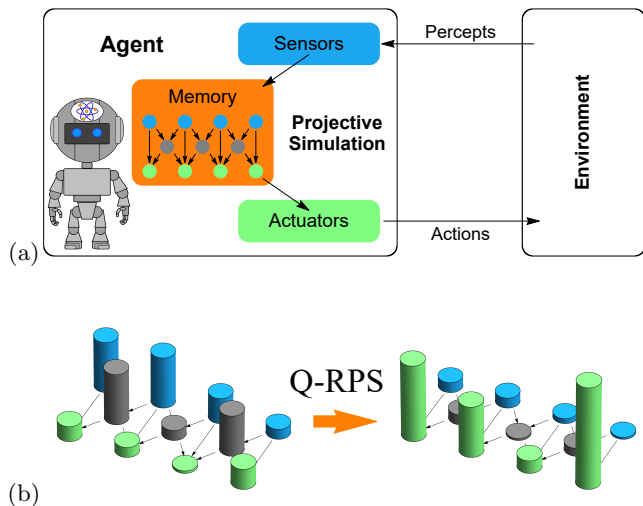 Agent
Sensors
Percepts
Memory
Projective
Simulation
Environment
Actuators
Actions
(a)
Q-RPS
(b)